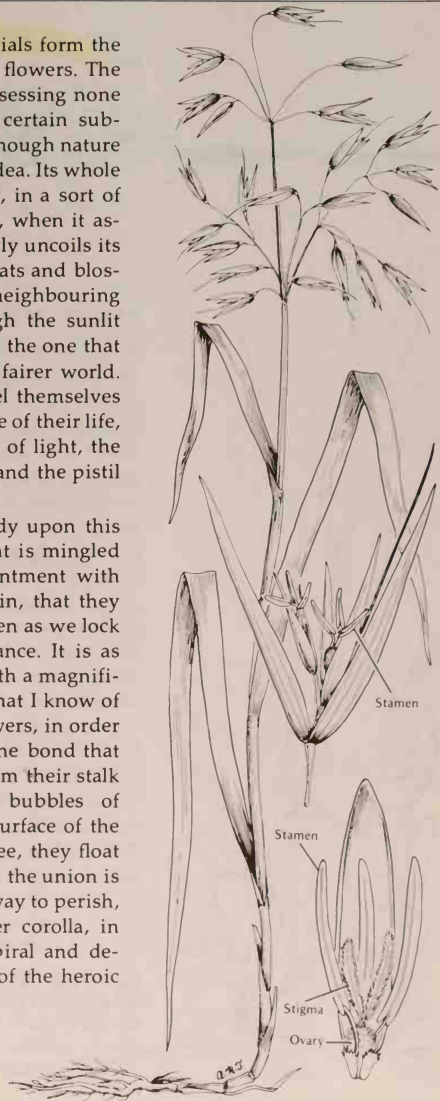 ials form the
flowers. The
sessing none
certain sub-
hough nature
dea. Its whole
, in a sort of
, when it as-
ly uncoils its
ats and blos-
neighbouring
gh the sunlit
the one that
fairer world.
el themselves
e of their life,
of light, the
and the pistil
dy upon this
at is mingled
ntment with
in, that they
en as we lock
ance. It is as
th a magnifi-
hat I know of
wers, in order
ne bond that
m their stalk
bubbles of
urface of the
ee, they float
the union is
vay to perish,
er corolla, in
piral and de-
of the heroic
Stamen
Stamen
Stigma
Ovary